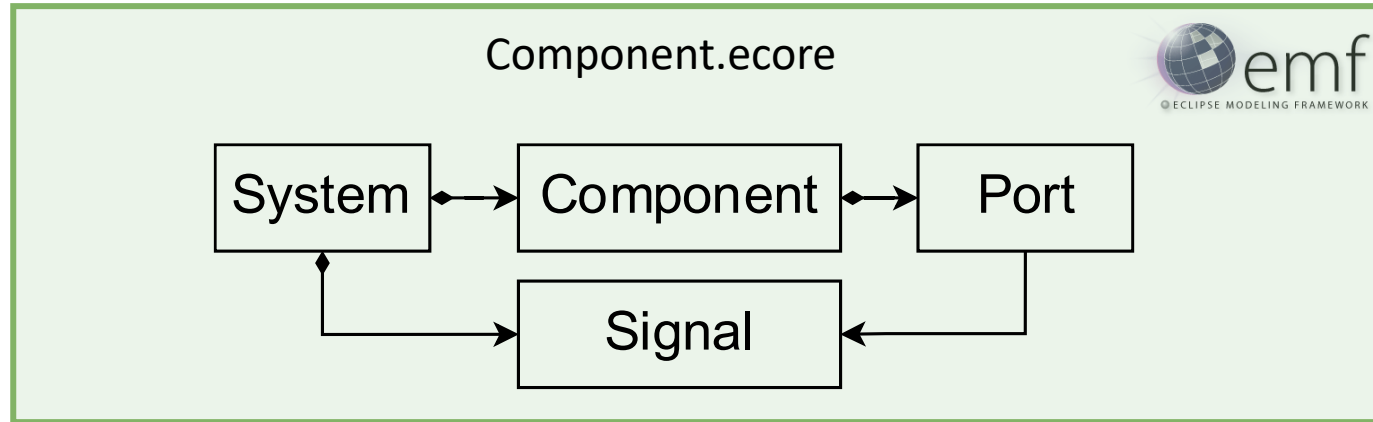 Component.ecore
emf
ECLIPSE MODELING FRAMEWORK
System
Component
Port
Signal